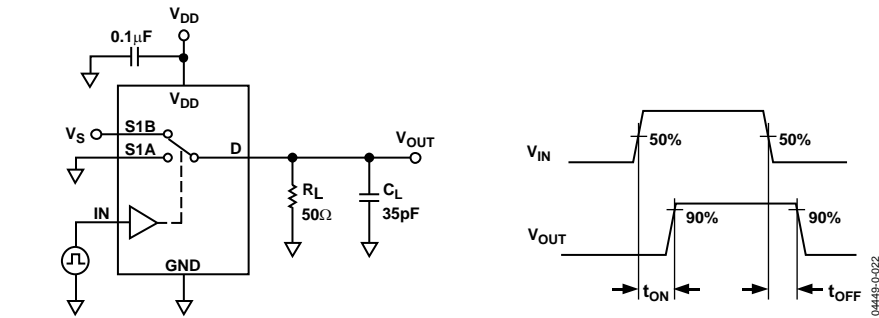 VDD
0.1μF
VDD
VS
S1B
S1A
D
VOUT
RL
50Ω
CL
35pF
IN
GND
VIN
50%
50%
VOUT
90%
90%
tON
tOFF
04449-0-022